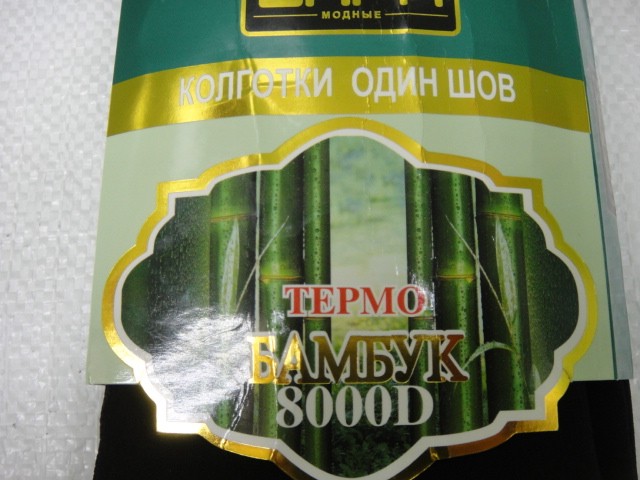 МОДНЫЕ
КОЛГОТКИ ОДИН ШОВ
ТЕРМО
БАМБУК
8000D